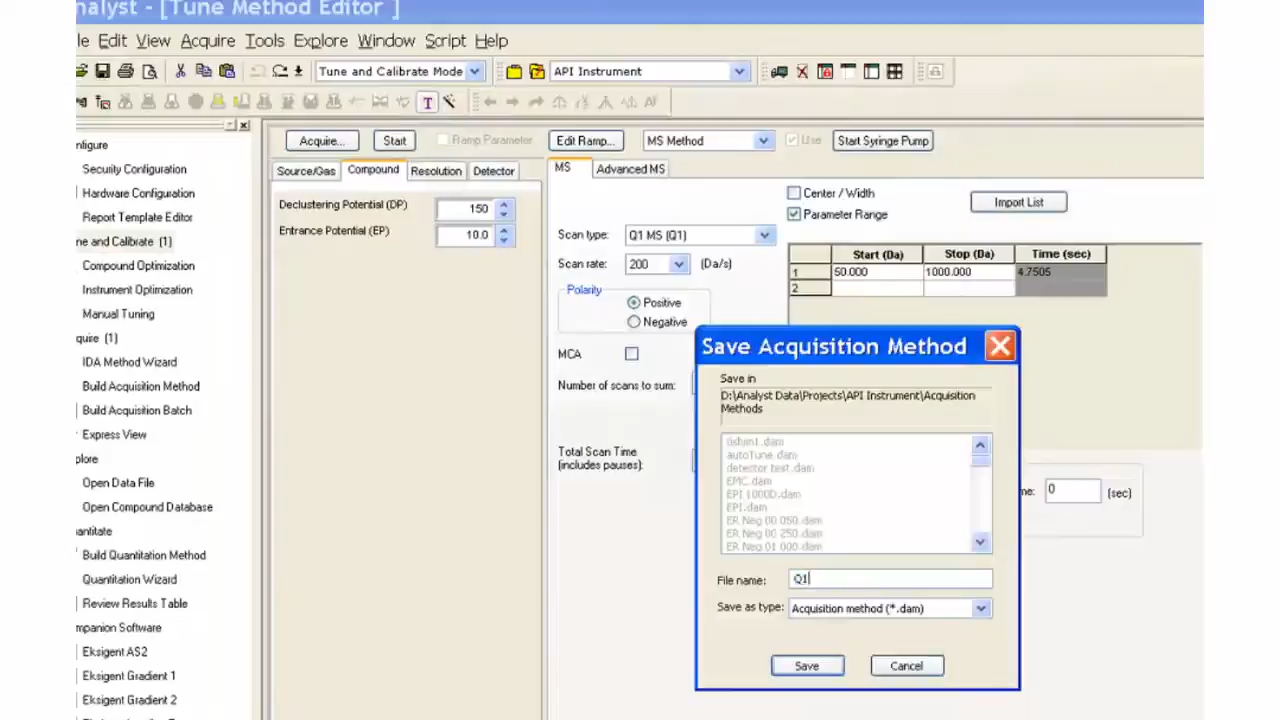 nalyst - [Tune Method Editor ]
le Edit View Acquire Tools Explore Window Script Help
Tune and Calibrate Mode API Instrument
T
nfigure
Security Configuration
Hardware Configuration
Report Template Editor
ne and Calibrate (1)
Compound Optimization
Instrument Optimization
Manual Tuning
quire (1)
IDA Method Wizard
Build Acquisition Method
Build Acquisition Batch
Express View
plore
Open Data File
Open Compound Database
antitate
Build Quantitation Method
Quantitation Wizard
Review Results Table
mpanion Software
Eksigent AS2
Eksigent Gradient 1
Eksigent Gradient 2
Acquire... Start Ramp Parameter Edit Ramp... MS Method Use Start Syringe Pump
Source/Gas Compound Resolution Detector
Declustering Potential (DP) 150
Entrance Potential (EP) 10.0
MS Advanced MS
Center / Width
Parameter Range
Import List
Scan type: Q1 MS (Q1)
Scan rate: 200 (Da/s)
Start (Da) Stop (Da) Time (sec)
1 50.000 1000.000 4.7505
2
Polarity
Positive
Negative
MCA
Number of scans to sum:
Total Scan Time
(includes pauses):
me: 0 (sec)
Save Acquisition Method
Save in
D:\Analyst Data\Projects\API Instrument\Acquisition
Methods
autoTune.dam
detector test.dam
EMC.dam
EPI 1000D.dam
EPI.dam
ER Neg 00 050.dam
ER Neg 00 250.dam
ER Neg 01 000.dam
File name: Q1
Save as type: Acquisition method (*.dam)
Save Cancel